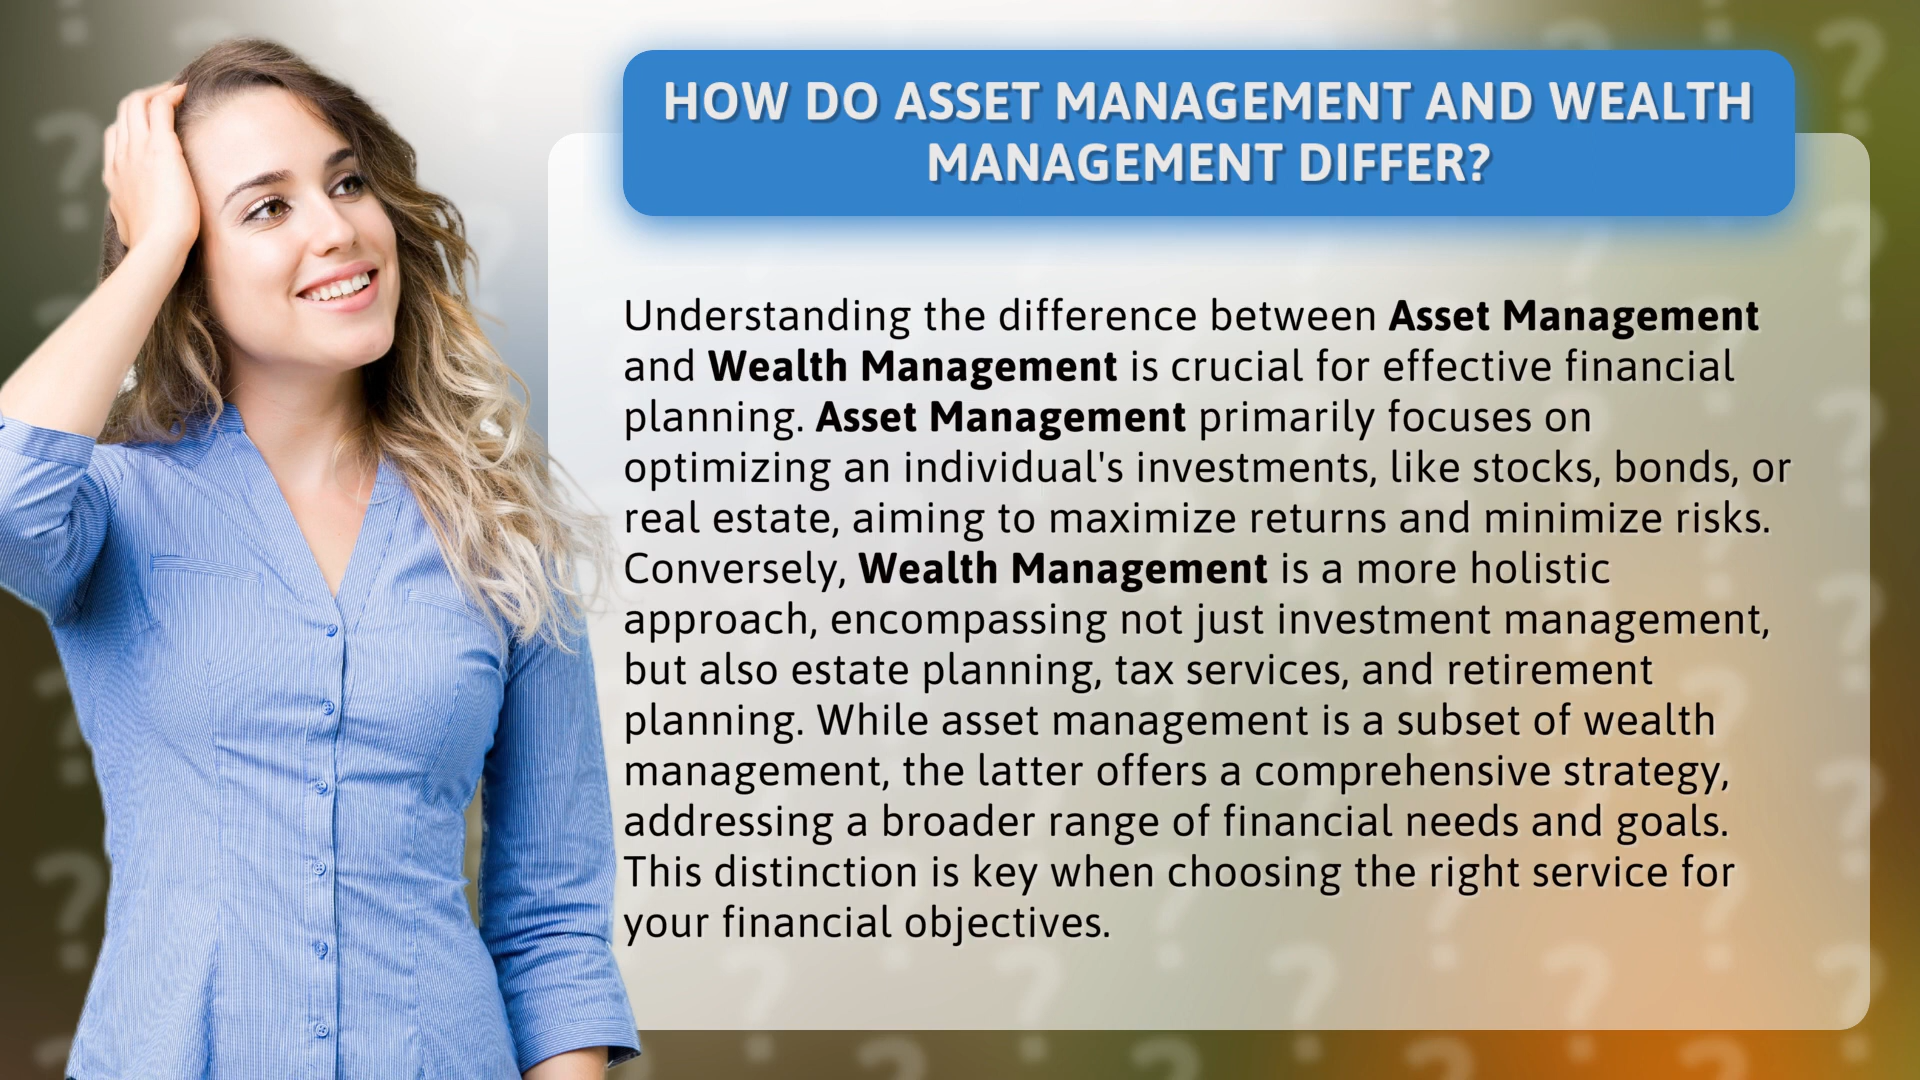 HOW DO ASSET MANAGEMENT AND WEALTH
MANAGEMENT DIFFER?
Understanding the difference between Asset Management
and Wealth Management is crucial for effective financial
planning. Asset Management primarily focuses on
optimizing an individual's investments, like stocks, bonds, or
real estate, aiming to maximize returns and minimize risks.
Conversely, Wealth Management is a more holistic
approach, encompassing not just investment management,
but also estate planning, tax services, and retirement
planning. While asset management is a subset of wealth
management, the latter offers a comprehensive strategy,
addressing a broader range of financial needs and goals.
This distinction is key when choosing the right service for
your financial objectives.